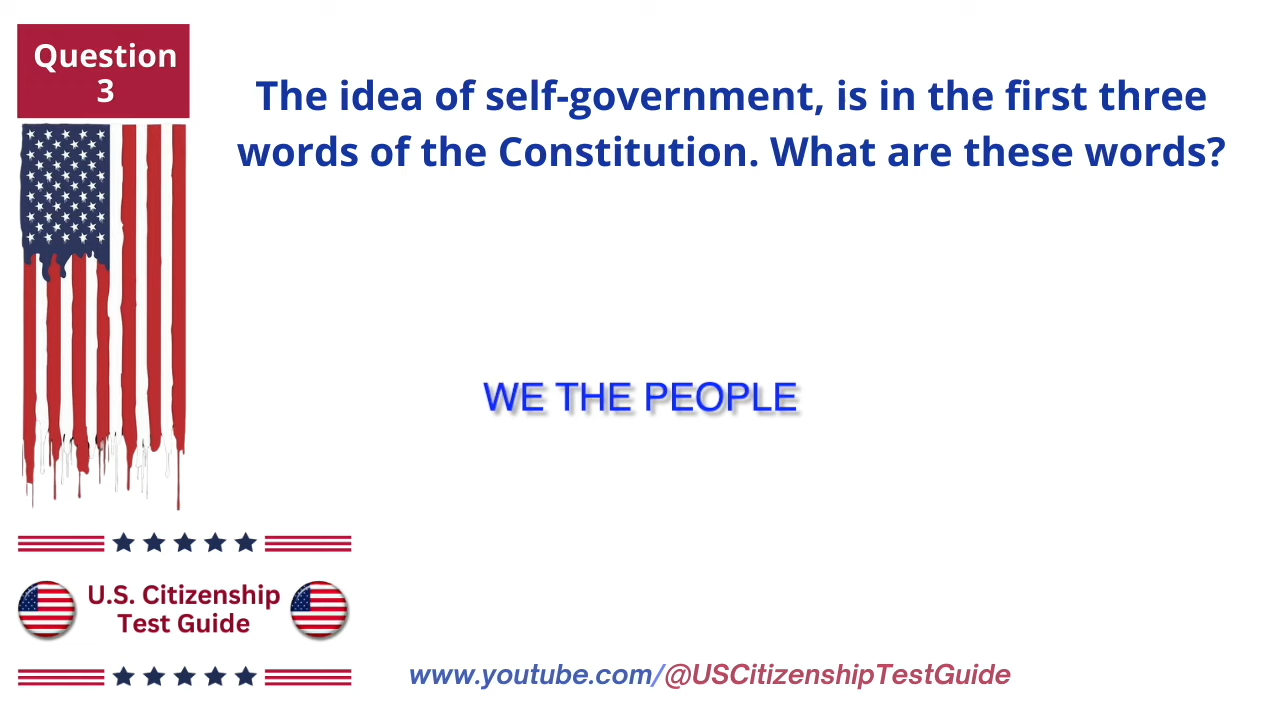 Question
3
The idea of self-government, is in the first three
words of the Constitution. What are these words?
WE THE PEOPLE
U.S. Citizenship
Test Guide
www.youtube.com/@USCitizenshipTestGuide